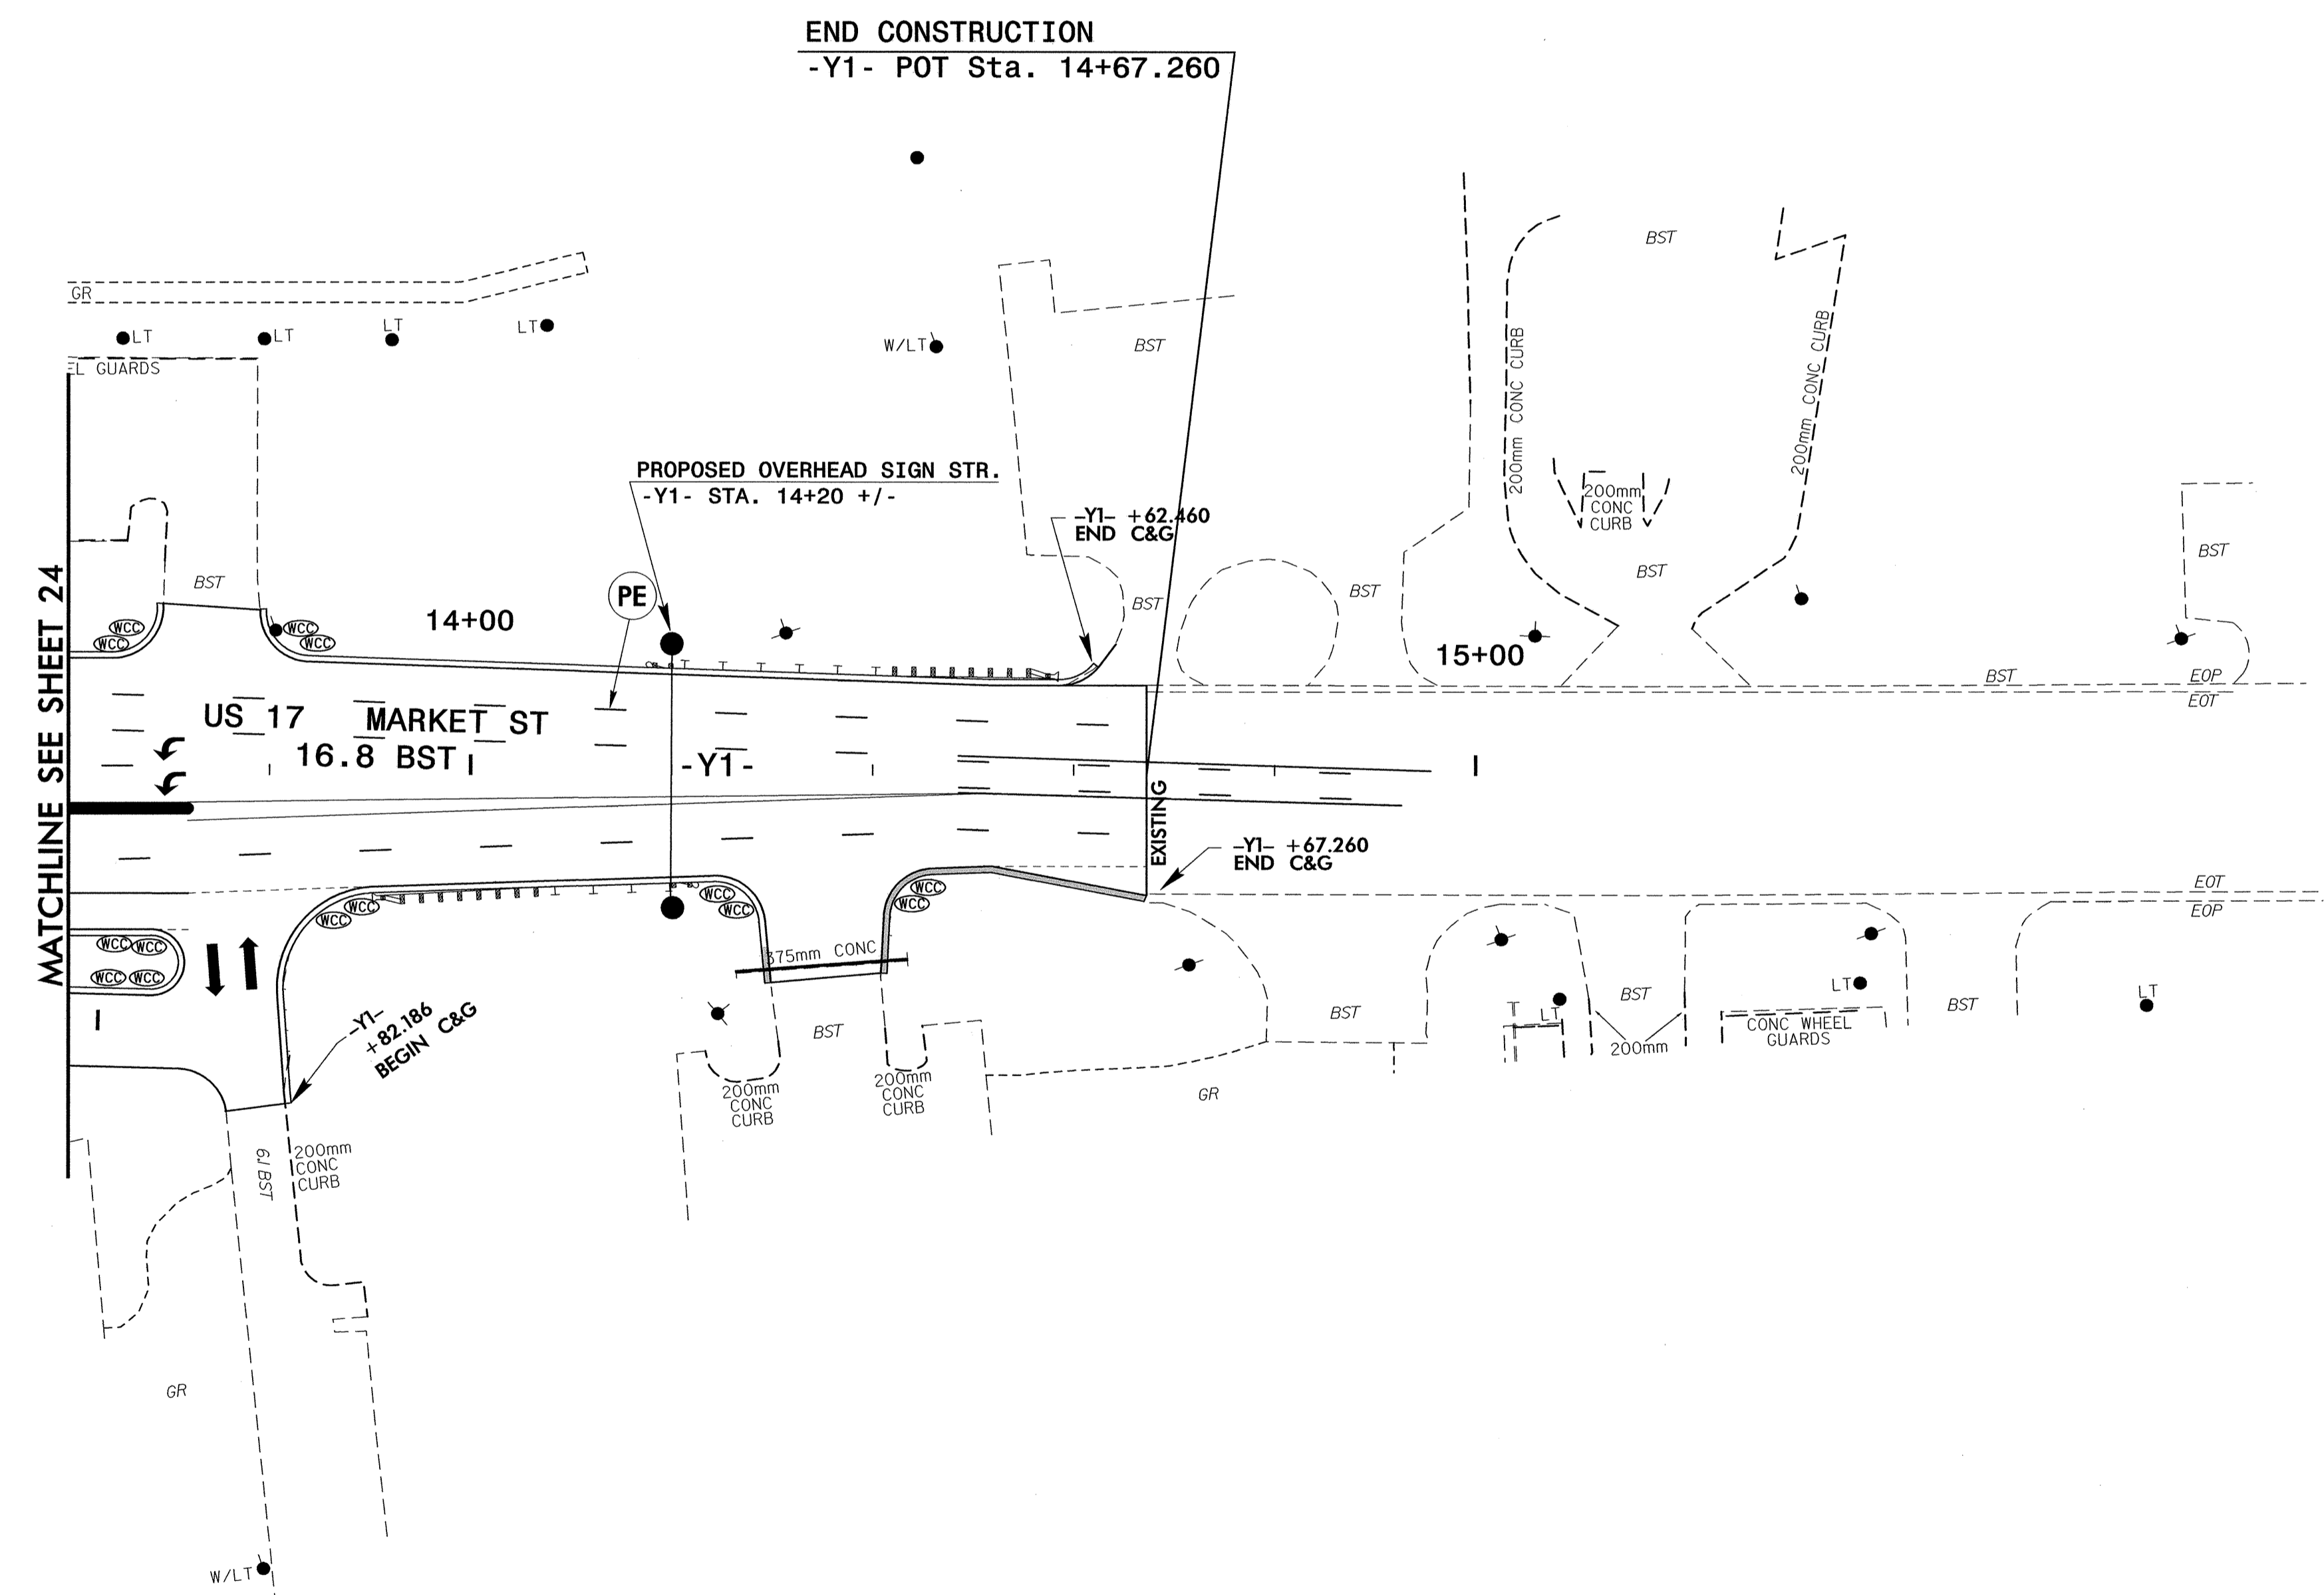 END CONSTRUCTION
-Y1- POT Sta. 14+67.260
BST
GR
LT
LT
LT
LT
W/LT
BST
EL GUARDS
200mm CONC CURB
200mm CONC CURB
PROPOSED OVERHEAD SIGN STR.
-Y1- STA. 14+20 +/-
-Y1- +62.460
END C&G
200mm
CONC
CURB
MATCHLINE SEE SHEET 24
BST
PE
BST
BST
BST
BST
14+00
15+00
WCC
WCC
WCC
WCC
BST
EOP
EOT
US 17 MARKET ST
16.8 BST
-Y1-
EXISTING
-Y1- +67.260
END C&G
EOT
EOP
WCC
WCC
WCC
WCC
WCC
WCC
WCC
WCC
WCC
WCC
375mm CONC
-Y1-
+82.186
BEGIN C&G
BST
BST
LT
BST
200mm
LT
CONC WHEEL
GUARDS
BST
LT
200mm
CONC
CURB
200mm
CONC
CURB
GR
6.1 BST
200mm
CONC
CURB
GR
W/LT